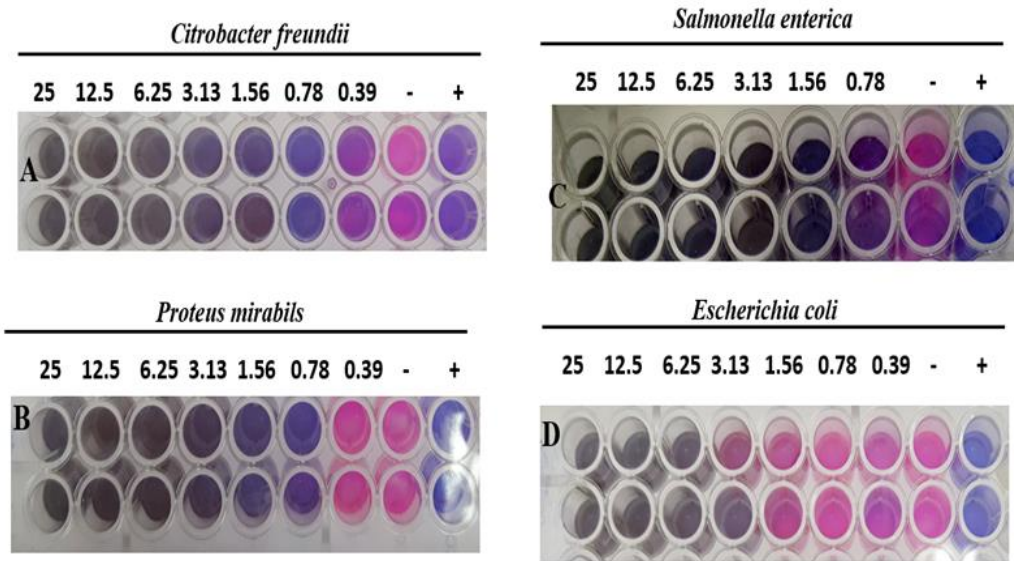 Citrobacter freundii
25 12.5 6.25 3.13 1.56 0.78 0.39 - +
A
Salmonella enterica
25 12.5 6.25 3.13 1.56 0.78 - +
C
Proteus mirabils
25 12.5 6.25 3.13 1.56 0.78 0.39 - +
B
Escherichia coli
25 12.5 6.25 3.13 1.56 0.78 0.39 - +
D